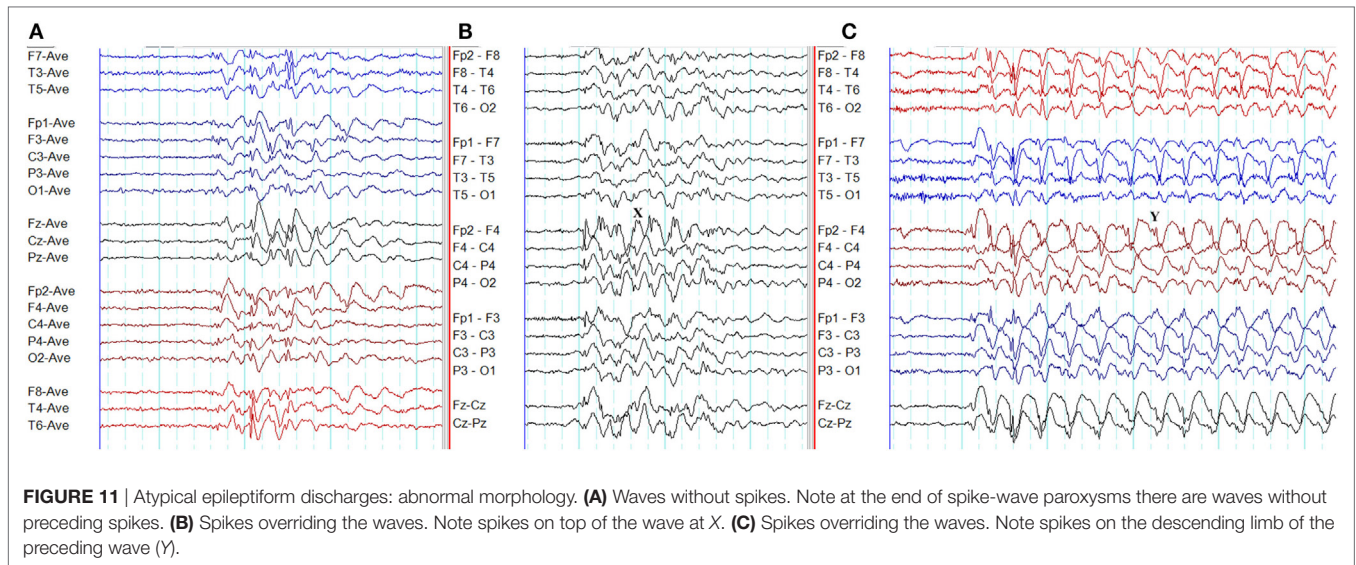 A
F7-Ave
T3-Ave
T5-Ave
Fp1-Ave
F3-Ave
C3-Ave
P3-Ave
O1-Ave
Fz-Ave
Cz-Ave
Pz-Ave
Fp2-Ave
F4-Ave
C4-Ave
P4-Ave
O2-Ave
F8-Ave
T4-Ave
T6-Ave
B
Fp2 - F8
F8 - T4
T4 - T6
T6 - O2
Fp1 - F7
F7 - T3
T3 - T5
T5 - O1
X
Fp2 - F4
F4 - C4
C4 - P4
P4 - O2
Fp1 - F3
F3 - C3
C3 - P3
P3 - O1
Fz-Cz
Cz-Pz
C
Fp2 - F8
F8 - T4
T4 - T6
T6 - O2
Fp1 - F7
F7 - T3
T3 - T5
T5 - O1
Y
Fp2 - F4
F4 - C4
C4 - P4
P4 - O2
Fp1 - F3
F3 - C3
C3 - P3
P3 - O1
Fz-Cz
Cz-Pz
FIGURE 11 | Atypical epileptiform discharges: abnormal morphology. (A) Waves without spikes. Note at the end of spike-wave paroxysms there are waves without
preceding spikes. (B) Spikes overriding the waves. Note spikes on top of the wave at X. (C) Spikes overriding the waves. Note spikes on the descending limb of the
preceding wave (Y).